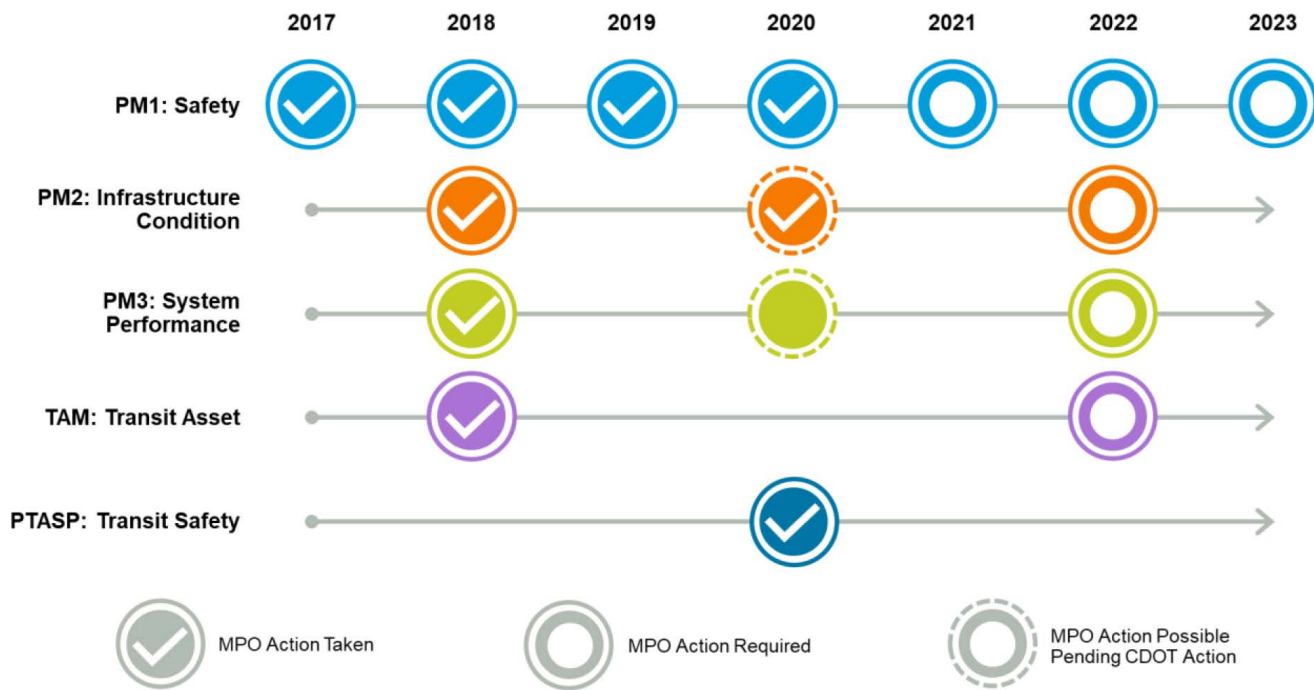 2017 2018 2019 2020 2021 2022 2023
PM1: Safety
PM2: Infrastructure
Condition
PM3: System
Performance
TAM: Transit Asset
PTASP: Transit Safety
MPO Action Taken
MPO Action Required
MPO Action Possible
Pending CDOT Action